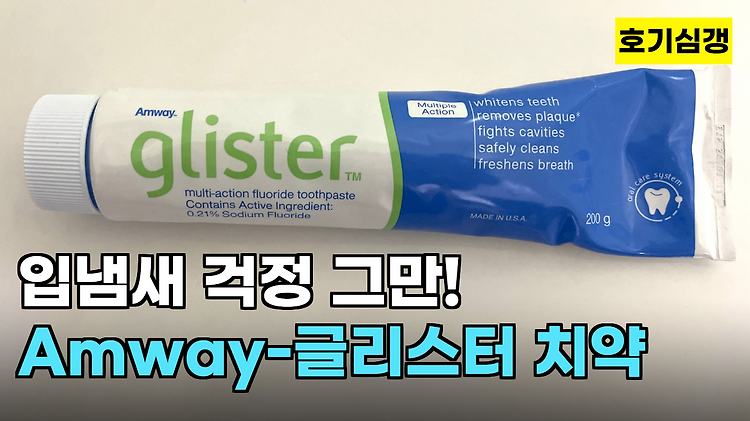 호기심갱
Amway™
glister™
multi-action fluoride toothpaste
Contains Active Ingredient:
0.21% Sodium Fluoride
Multiple
Action
whitens teeth
removes plaque*
fights cavities
safely cleans
freshens breath
oral care system
MADE IN U.S.A.
200 g
입냄새 걱정 그만!
Amway-글리스터 치약